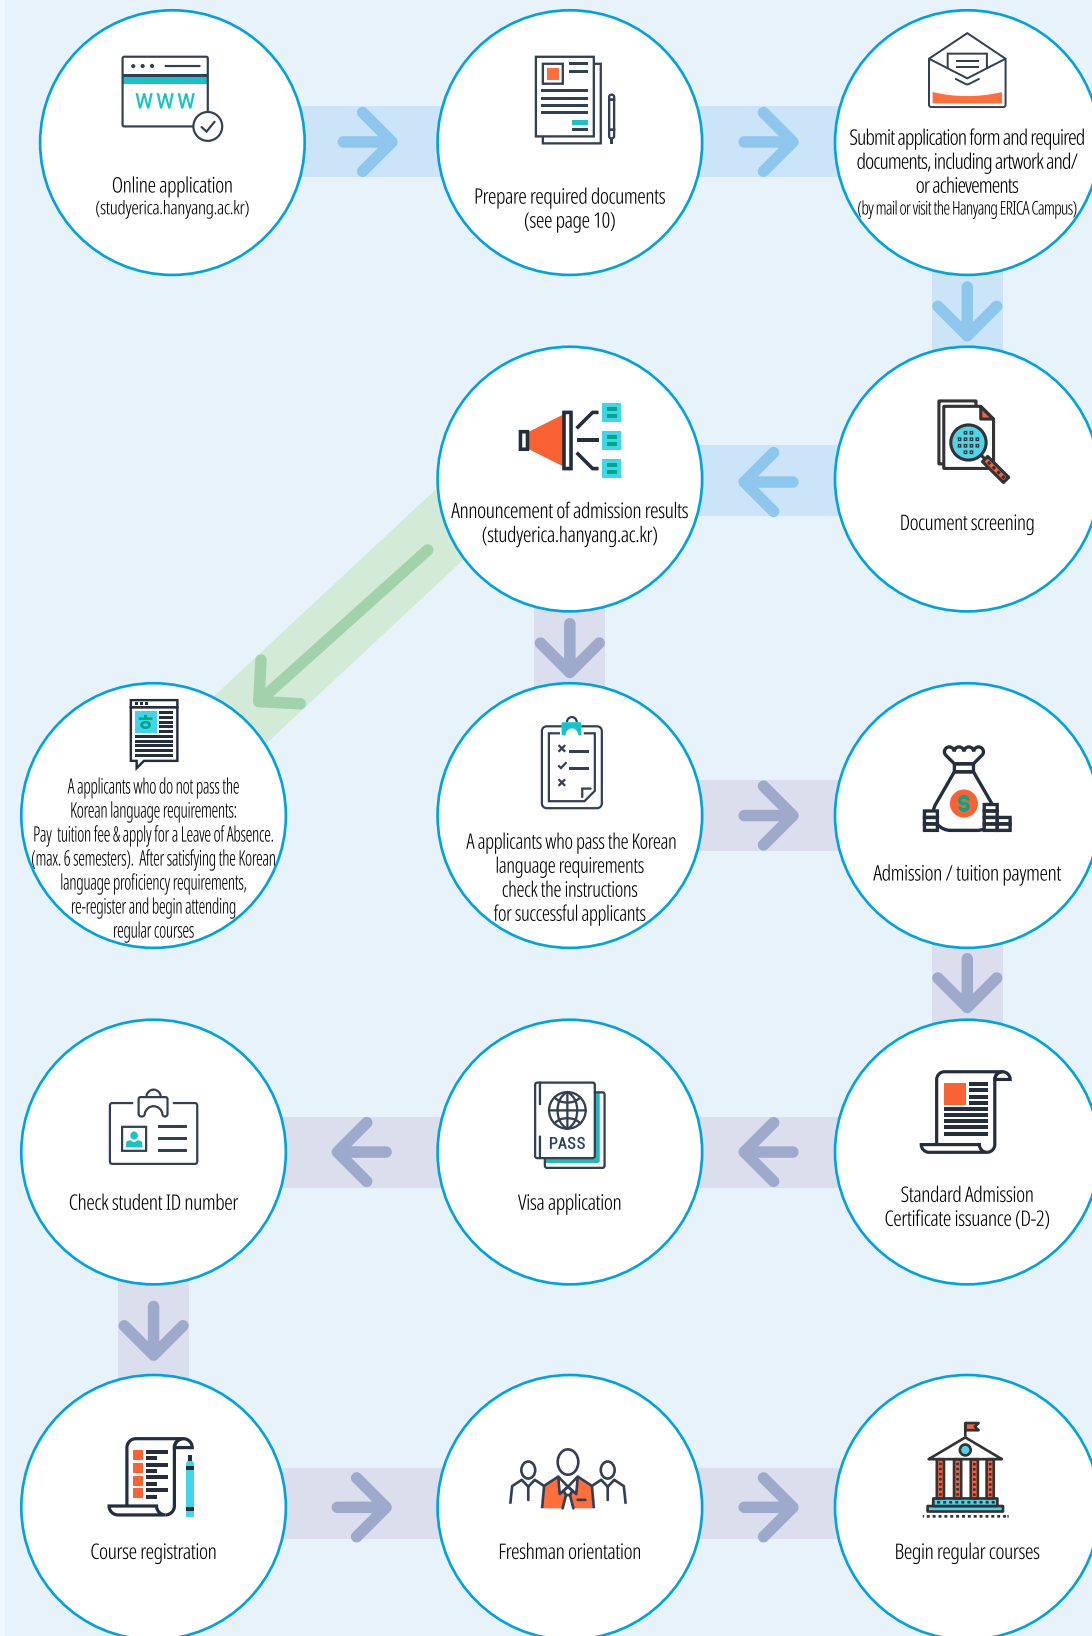 WWW
Online application
(studyerica.hanyang.ac.kr)
Prepare required documents
(see page 10)
Submit application form and required
documents, including artwork and/
or achievements
(by mail or visit the Hanyang ERICA Campus)
Document screening
Announcement of admission results
(studyerica.hanyang.ac.kr)
ㅎ
A applicants who do not pass the
Korean language requirements:
Pay tuition fee & apply for a Leave of Absence.
(max. 6 semesters). After satisfying the Korean
language proficiency requirements,
re-register and begin attending
regular courses
A applicants who pass the Korean
language requirements
check the instructions
for successful applicants
S
Admission / tuition payment
Standard Admission
Certificate issuance (D-2)
PASS
Visa application
Check student ID number
Course registration
Freshman orientation
Begin regular courses